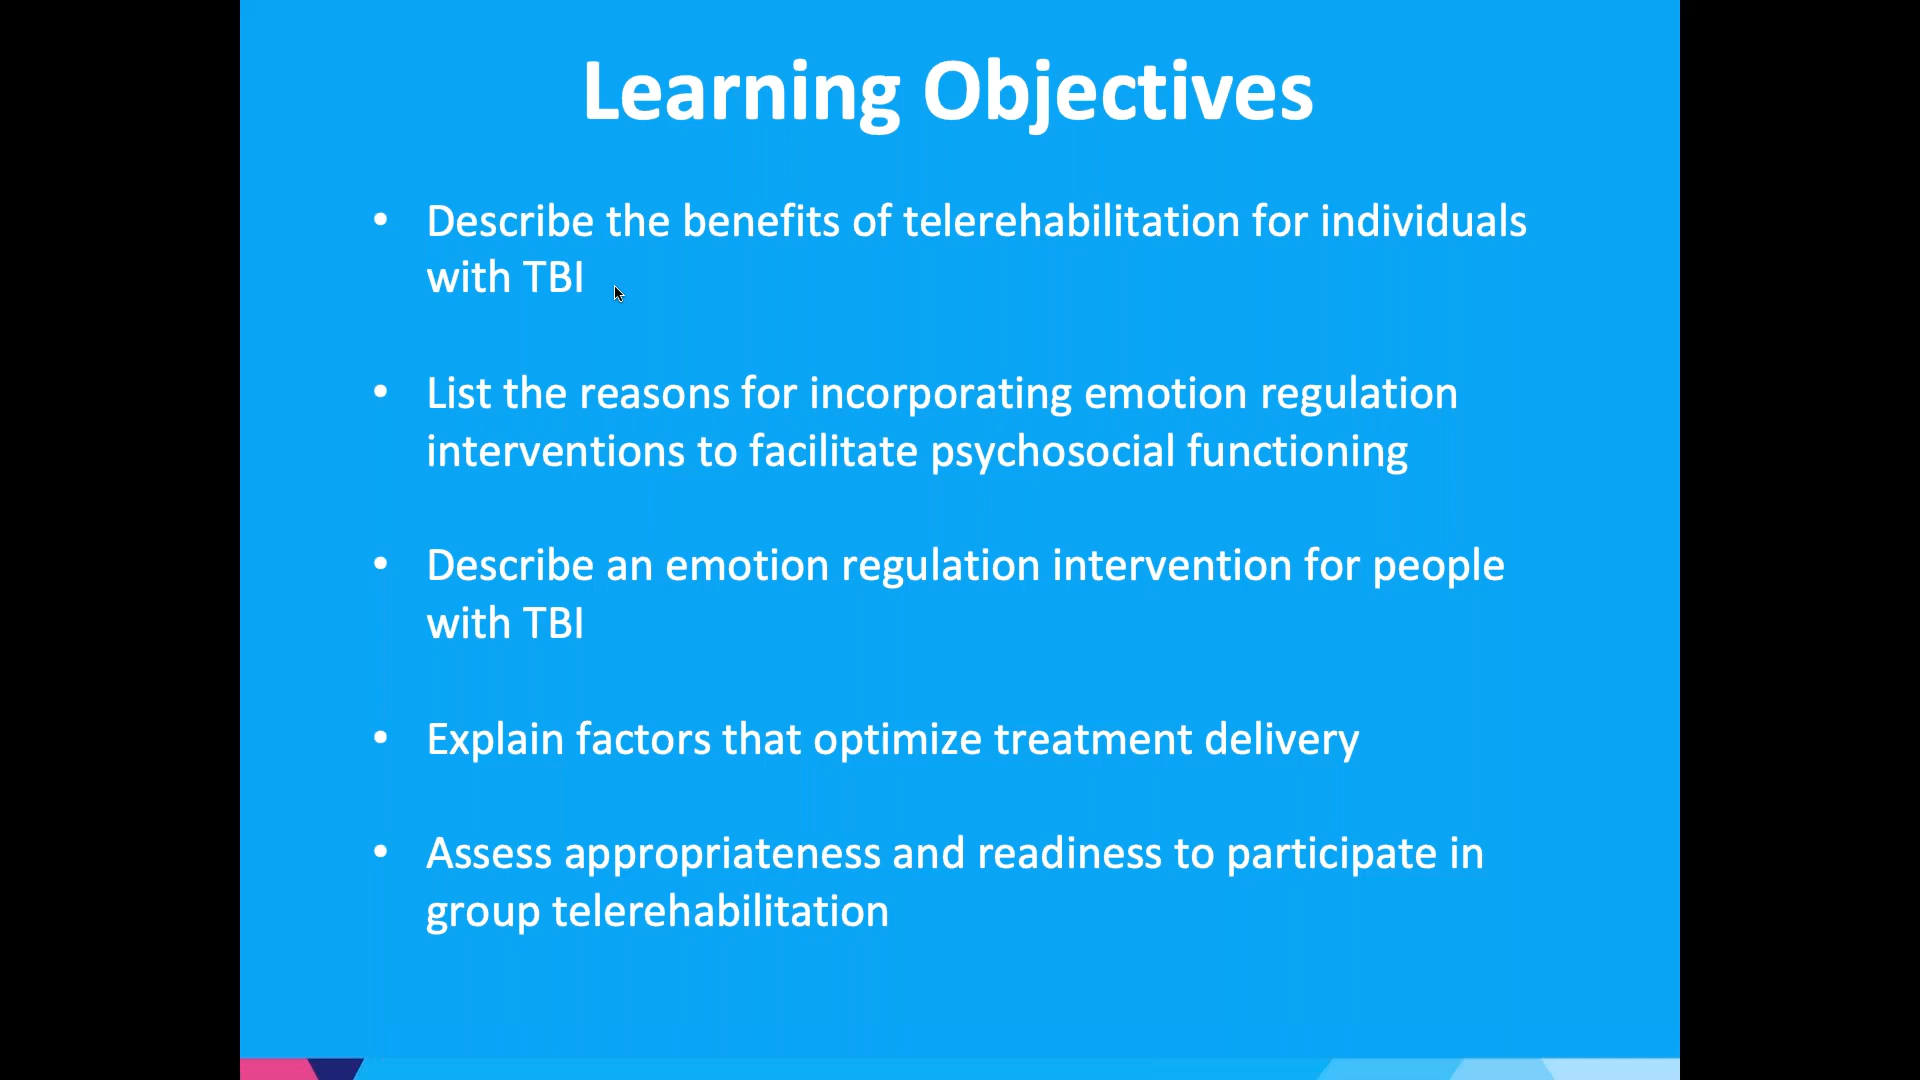 Learning Objectives
• Describe the benefits of telerehabilitation for individuals
with TBI
• List the reasons for incorporating emotion regulation
interventions to facilitate psychosocial functioning
• Describe an emotion regulation intervention for people
with TBI
• Explain factors that optimize treatment delivery
• Assess appropriateness and readiness to participate in
group telerehabilitation